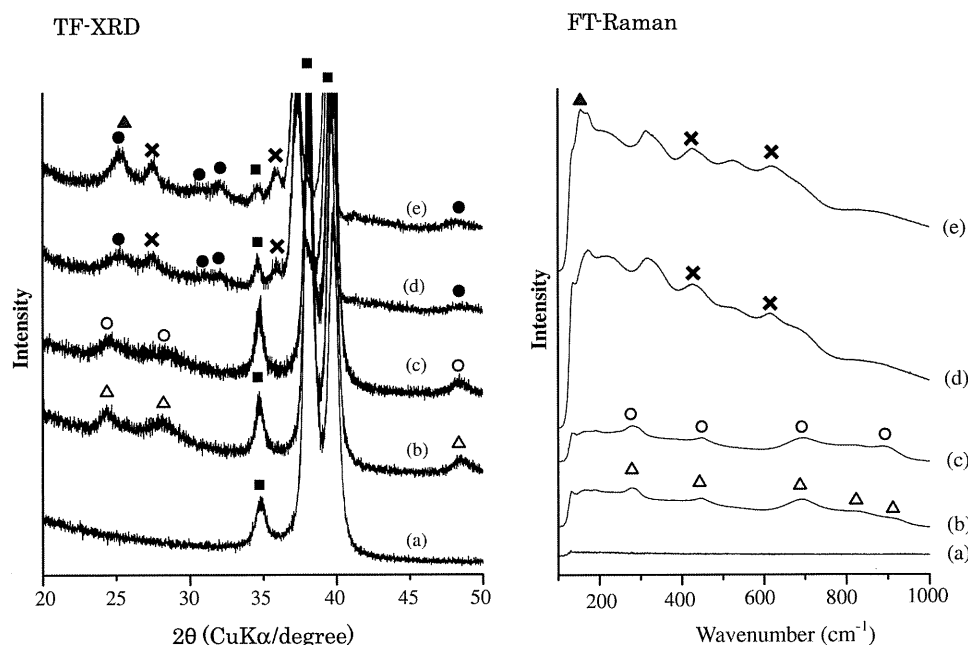 TF-XRD
FT-Raman
Intensity
(e)
(d)
(c)
(b)
(a)
20 25 30 35 40 45 50
2θ (CuKα/degree)
Intensity
(e)
(d)
(c)
(b)
(a)
200 400 600 800 1000
Wavenumber (cm⁻¹)